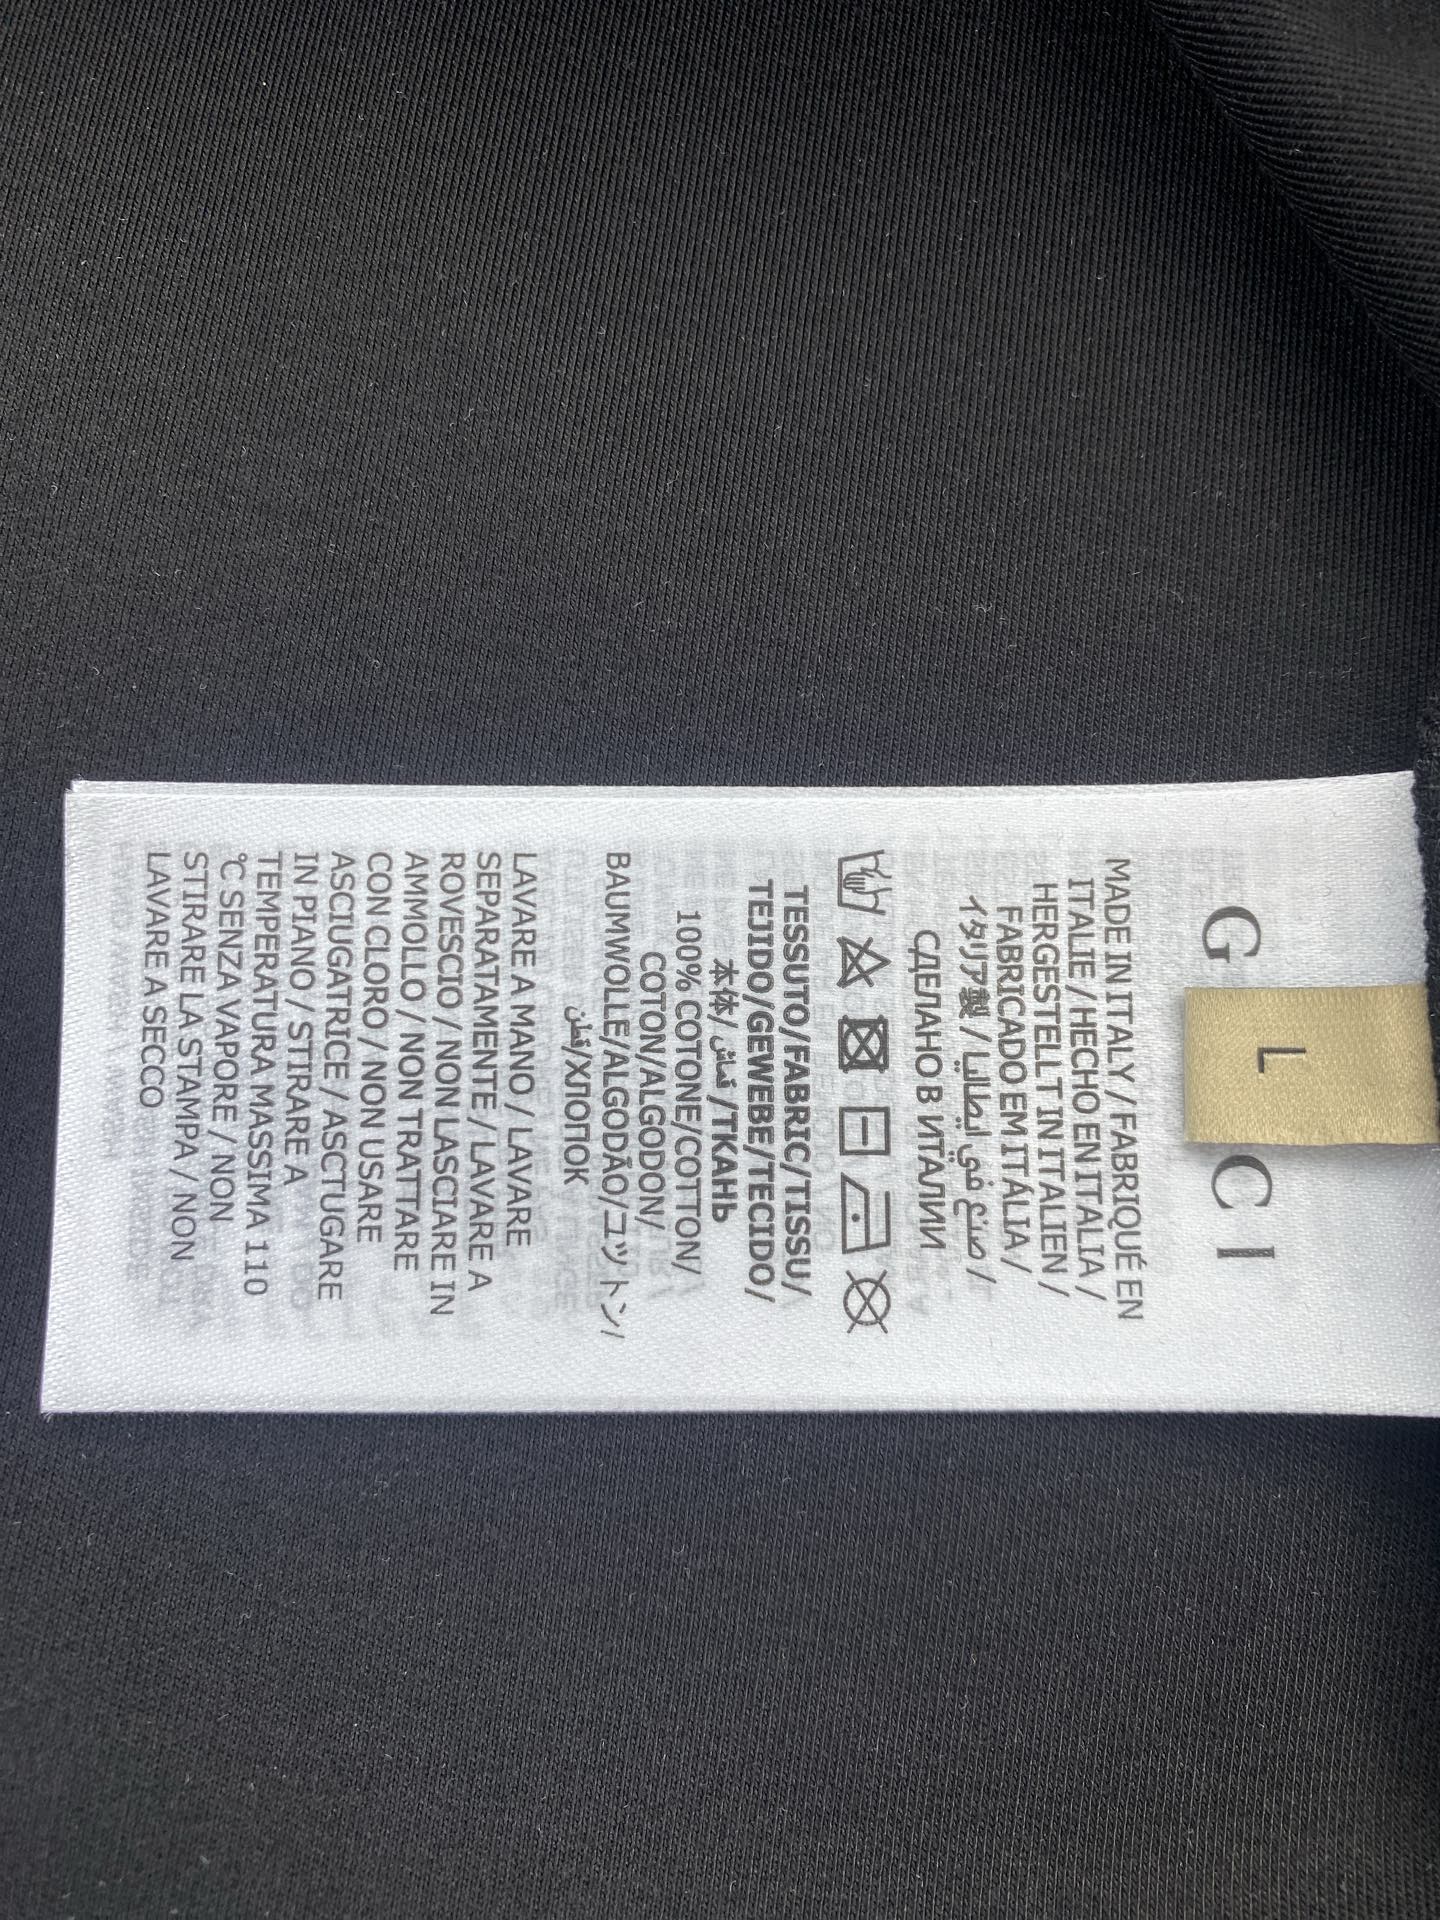 G CI
L
MADE IN ITALY / FABRIQUÉ EN
ITALIE / HECHO EN ITALIA /
HERGESTELLT IN ITALIEN /
FABRICADO EM ITÁLIA /
イタリア製 / صنع في ايطاليا /
СДЕЛАНО В ИТАЛИИ
TESSUTO/FABRIC/TISSU/
TEJIDO/GEWEBE/TECIDO/
本体/ قماش /ТКАНЬ
100% COTONE/COTTON/
COTON/ALGODON/
BAUMWOLLE/ALGODÃO/コットン/
قطن/ХЛОПОК
LAVARE A MANO / LAVARE
SEPARATAMENTE / LAVARE A
ROVESCIO / NON LASCIARE IN
AMMOLLO / NON TRATTARE
CON CLORO / NON USARE
ASCIUGATRICE / ASCTUGARE
IN PIANO / STIRARE A
TEMPERATURA MASSIMA 110
℃ SENZA VAPORE / NON
STIRARE LA STAMPA / NON
LAVARE A SECCO